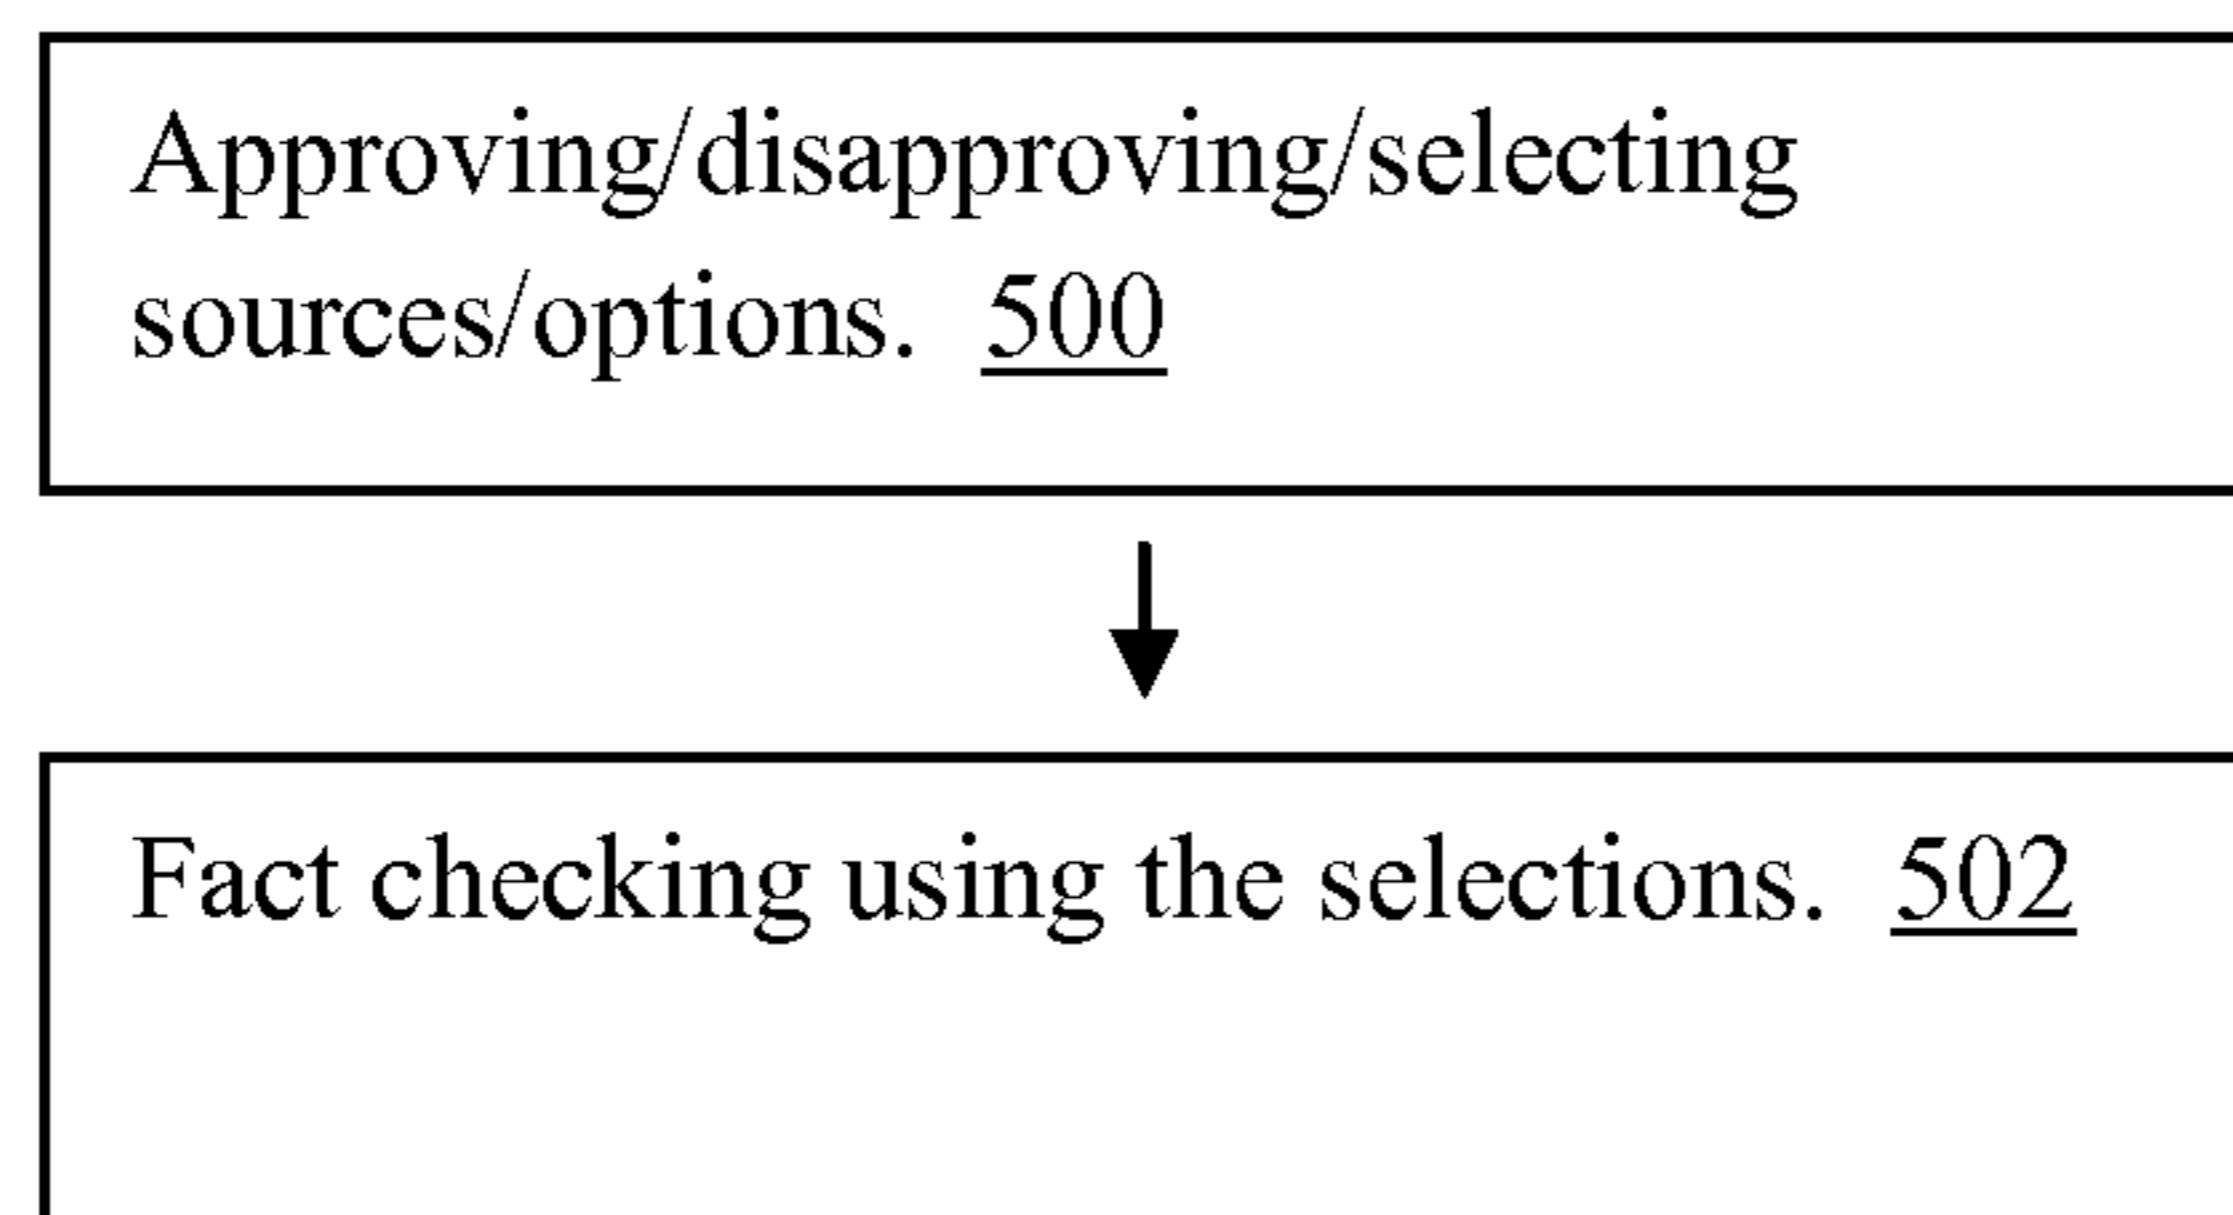 Approving/disapproving/selecting
sources/options. 500
Fact checking using the selections. 502